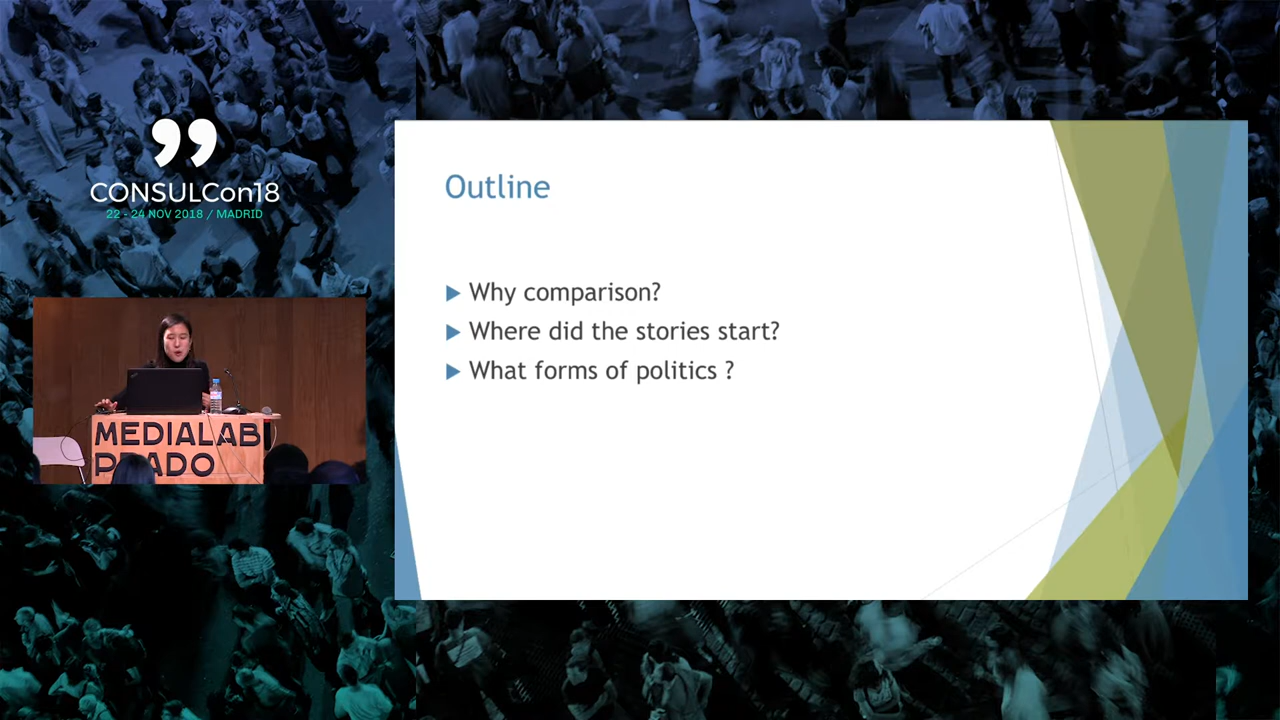 CONSULCon18
22 - 24 NOV 2018 / MADRID
MEDIALAB
PRADO
Outline
Why comparison?
Where did the stories start?
What forms of politics ?